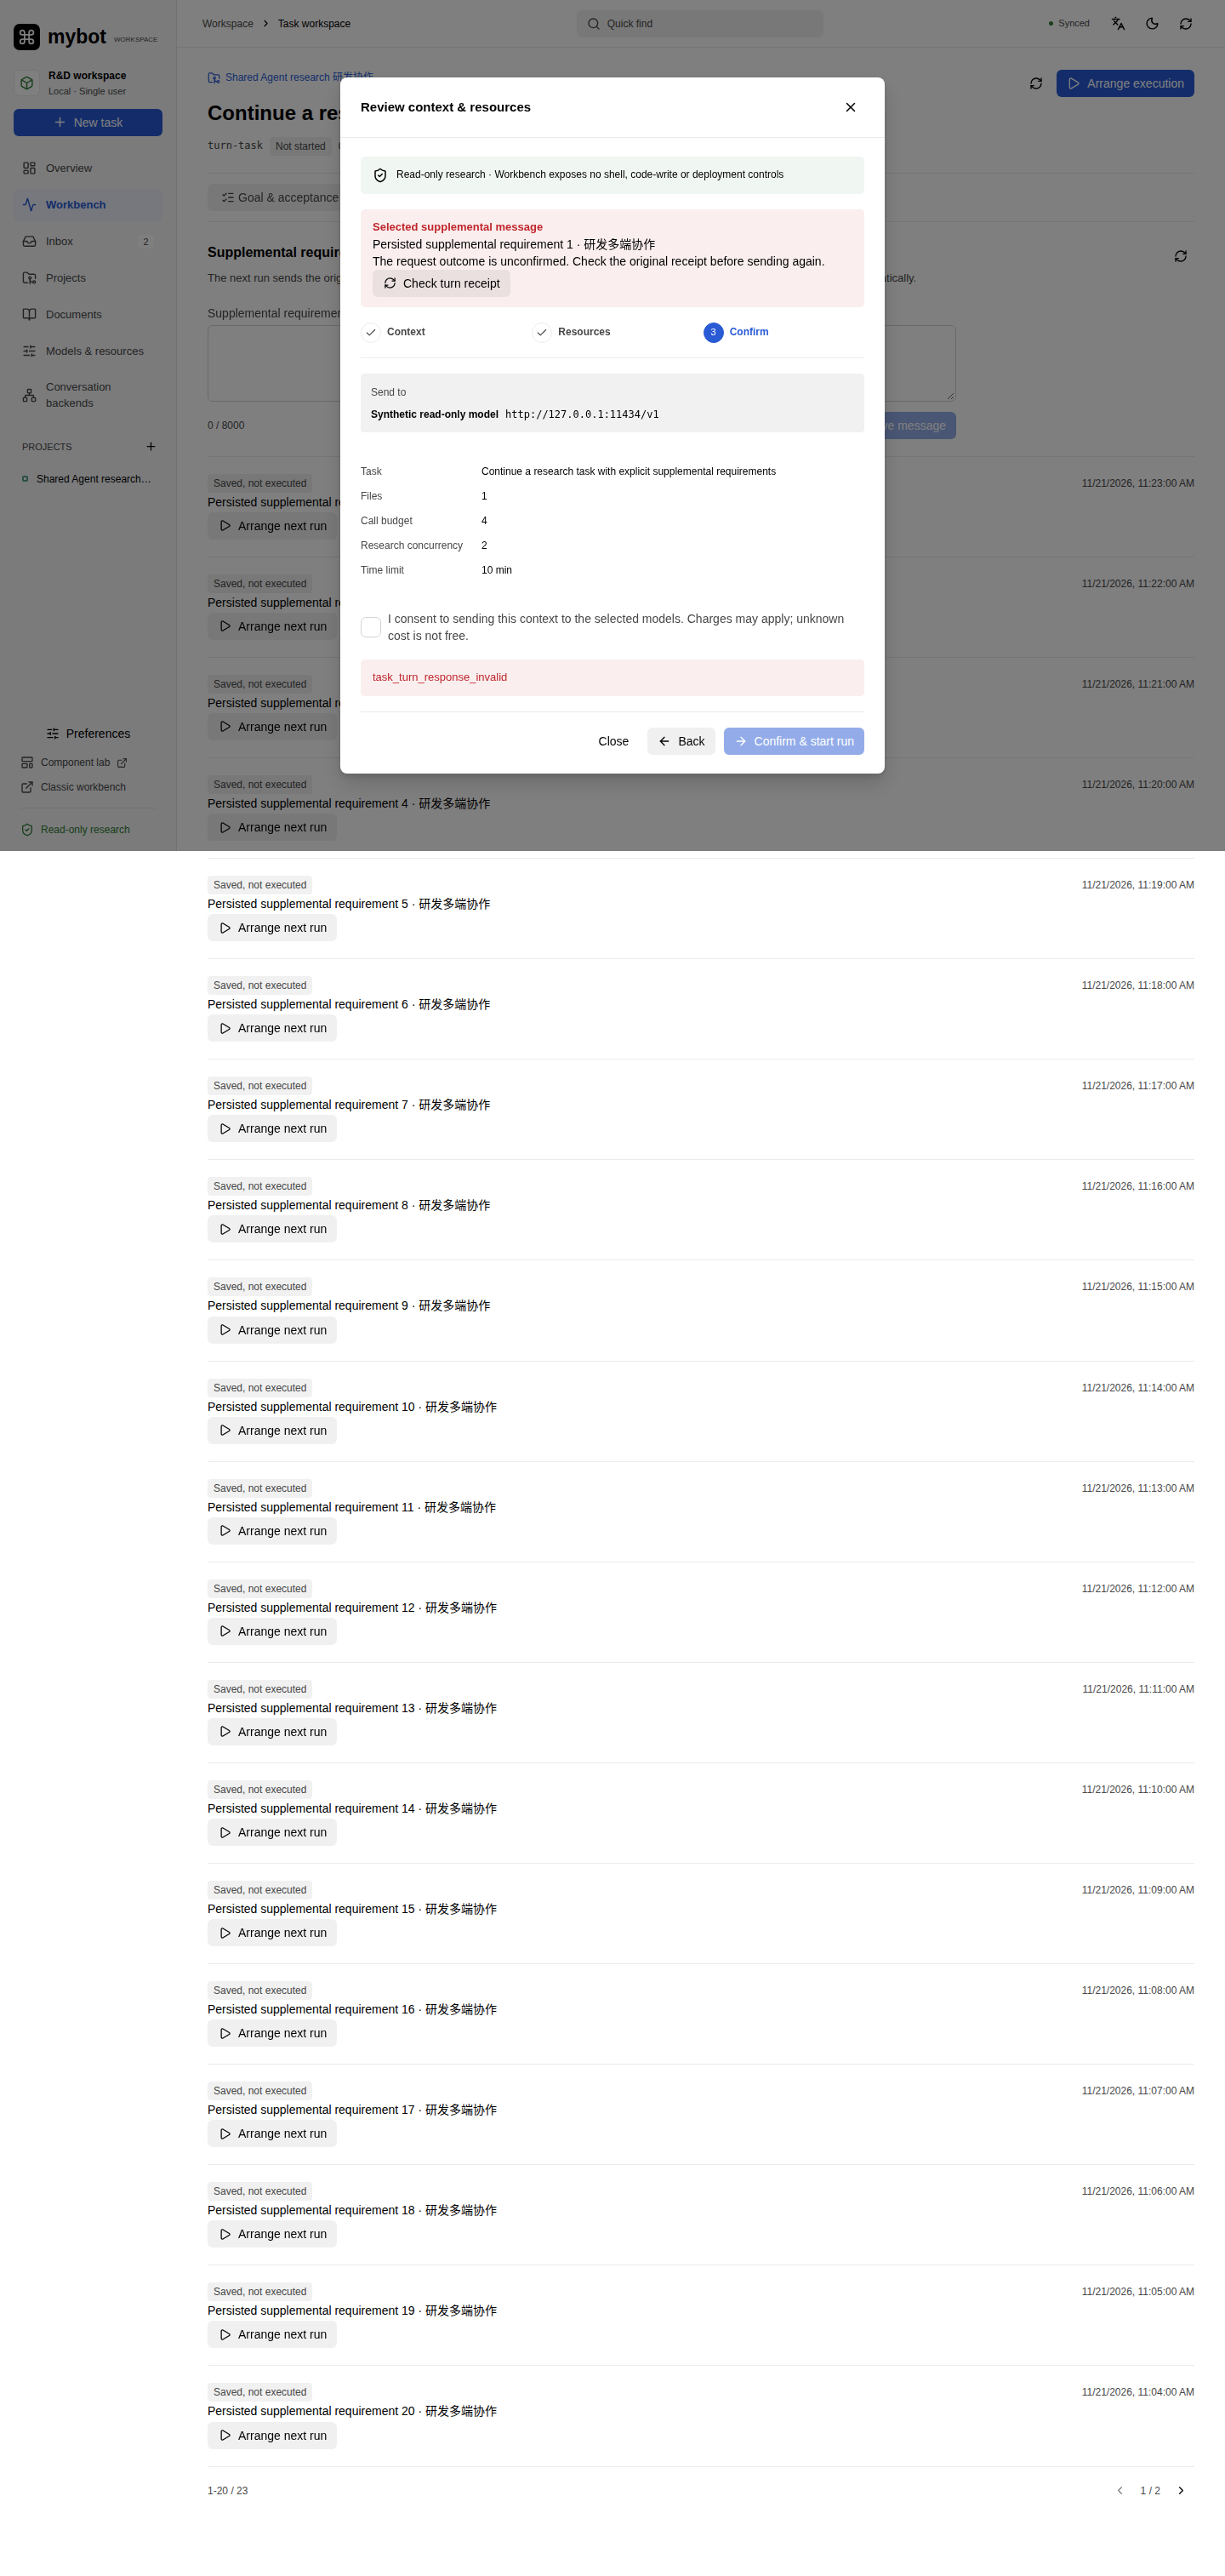 mybot WORKSPACE
R&D workspace
Local · Single user
New task
Overview
Workbench
Inbox 2
Projects
Documents
Models & resources
Conversation
backends
PROJECTS
Shared Agent research…
Preferences
Component lab
Classic workbench
Read-only research
Workspace Task workspace
Quick find
Synced
Shared Agent research 研发协作
Arrange execution
Continue a res
turn-task Not started
Goal & acceptance
Supplemental require
The next run sends the orig
tically.
Supplemental requiremen
0 / 8000
ve message
Review context & resources
Read-only research · Workbench exposes no shell, code-write or deployment controls
Selected supplemental message
Persisted supplemental requirement 1 · 研发多端协作
The request outcome is unconfirmed. Check the original receipt before sending again.
Check turn receipt
Context
Resources
3 Confirm
Send to
Synthetic read-only model http://127.0.0.1:11434/v1
Task Continue a research task with explicit supplemental requirements
Files 1
Call budget 4
Research concurrency 2
Time limit 10 min
I consent to sending this context to the selected models. Charges may apply; unknown
cost is not free.
task_turn_response_invalid
Close
Back
Confirm & start run
Saved, not executed 11/21/2026, 11:23:00 AM
Persisted supplemental re
Arrange next run
Saved, not executed 11/21/2026, 11:22:00 AM
Persisted supplemental re
Arrange next run
Saved, not executed 11/21/2026, 11:21:00 AM
Persisted supplemental re
Arrange next run
Saved, not executed 11/21/2026, 11:20:00 AM
Persisted supplemental requirement 4 · 研发多端协作
Arrange next run
Saved, not executed 11/21/2026, 11:19:00 AM
Persisted supplemental requirement 5 · 研发多端协作
Arrange next run
Saved, not executed 11/21/2026, 11:18:00 AM
Persisted supplemental requirement 6 · 研发多端协作
Arrange next run
Saved, not executed 11/21/2026, 11:17:00 AM
Persisted supplemental requirement 7 · 研发多端协作
Arrange next run
Saved, not executed 11/21/2026, 11:16:00 AM
Persisted supplemental requirement 8 · 研发多端协作
Arrange next run
Saved, not executed 11/21/2026, 11:15:00 AM
Persisted supplemental requirement 9 · 研发多端协作
Arrange next run
Saved, not executed 11/21/2026, 11:14:00 AM
Persisted supplemental requirement 10 · 研发多端协作
Arrange next run
Saved, not executed 11/21/2026, 11:13:00 AM
Persisted supplemental requirement 11 · 研发多端协作
Arrange next run
Saved, not executed 11/21/2026, 11:12:00 AM
Persisted supplemental requirement 12 · 研发多端协作
Arrange next run
Saved, not executed 11/21/2026, 11:11:00 AM
Persisted supplemental requirement 13 · 研发多端协作
Arrange next run
Saved, not executed 11/21/2026, 11:10:00 AM
Persisted supplemental requirement 14 · 研发多端协作
Arrange next run
Saved, not executed 11/21/2026, 11:09:00 AM
Persisted supplemental requirement 15 · 研发多端协作
Arrange next run
Saved, not executed 11/21/2026, 11:08:00 AM
Persisted supplemental requirement 16 · 研发多端协作
Arrange next run
Saved, not executed 11/21/2026, 11:07:00 AM
Persisted supplemental requirement 17 · 研发多端协作
Arrange next run
Saved, not executed 11/21/2026, 11:06:00 AM
Persisted supplemental requirement 18 · 研发多端协作
Arrange next run
Saved, not executed 11/21/2026, 11:05:00 AM
Persisted supplemental requirement 19 · 研发多端协作
Arrange next run
Saved, not executed 11/21/2026, 11:04:00 AM
Persisted supplemental requirement 20 · 研发多端协作
Arrange next run
1-20 / 23
1 / 2